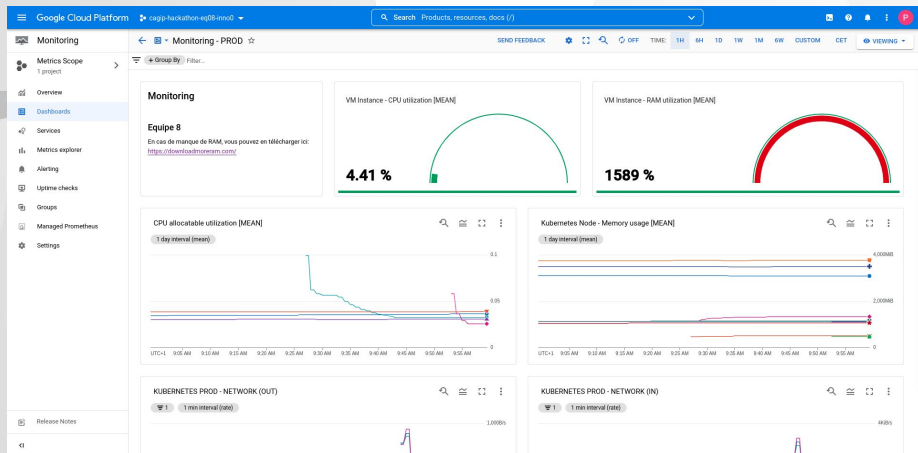 Google Cloud Platform
cagip-hackathon-eq08-inno0
Search Products, resources, docs (/)
P
Monitoring
Monitoring - PROD
SEND FEEDBACK
OFF
TIME:
1H
6H
1D
1W
1M
6W
CUSTOM
CET
VIEWING
Metrics Scope
1 project
+ Group By
Filter...
Overview
Dashboards
Services
Metrics explorer
Alerting
Uptime checks
Groups
Managed Prometheus
Settings
Release Notes
Monitoring
Equipe 8
En cas de manque de RAM, vous pouvez en télécharger ici:
https://downloadmoreram.com/
VM Instance - CPU utilization [MEAN]
4.41 %
VM Instance - RAM utilization [MEAN]
1589 %
CPU allocatable utilization [MEAN]
1 day interval (mean)
0.1
0.05
0
UTC+1 9:05 AM 9:10 AM 9:15 AM 9:20 AM 9:25 AM 9:30 AM 9:35 AM 9:40 AM 9:45 AM 9:50 AM 9:55 AM
Kubernetes Node - Memory usage [MEAN]
1 day interval (mean)
4,000MiB
2,000MiB
0
UTC+1 9:05 AM 9:10 AM 9:15 AM 9:20 AM 9:25 AM 9:30 AM 9:35 AM 9:40 AM 9:45 AM 9:50 AM 9:55 AM
KUBERNETES PROD - NETWORK (OUT)
1
1 min interval (rate)
1,000B/s
KUBERNETES PROD - NETWORK (IN)
1
1 min interval (rate)
4KiB/s